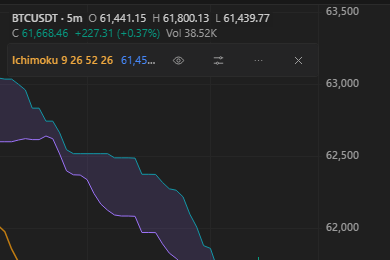 BTCUSDT · 5m O 61,441.15 H 61,800.13 L 61,439.77
C 61,668.46 +227.31 (+0.37%) Vol 38.52K
Ichimoku 9 26 52 26 61,45...
63,500
63,000
62,500
62,000